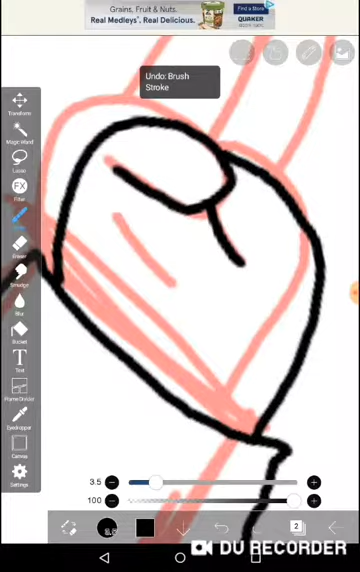 Grains, Fruit & Nuts.
Real Medleys®. Real Delicious.
Find a Store
QUAKER
Undo: Brush
Stroke
Transform
Magic Wand
Lasso
FX
Filter
Eraser
Smudge
Blur
Bucket
T
Text
Frame Divider
Eyedropper
Canvas
Settings
3.5
100
2
DU RECORDER